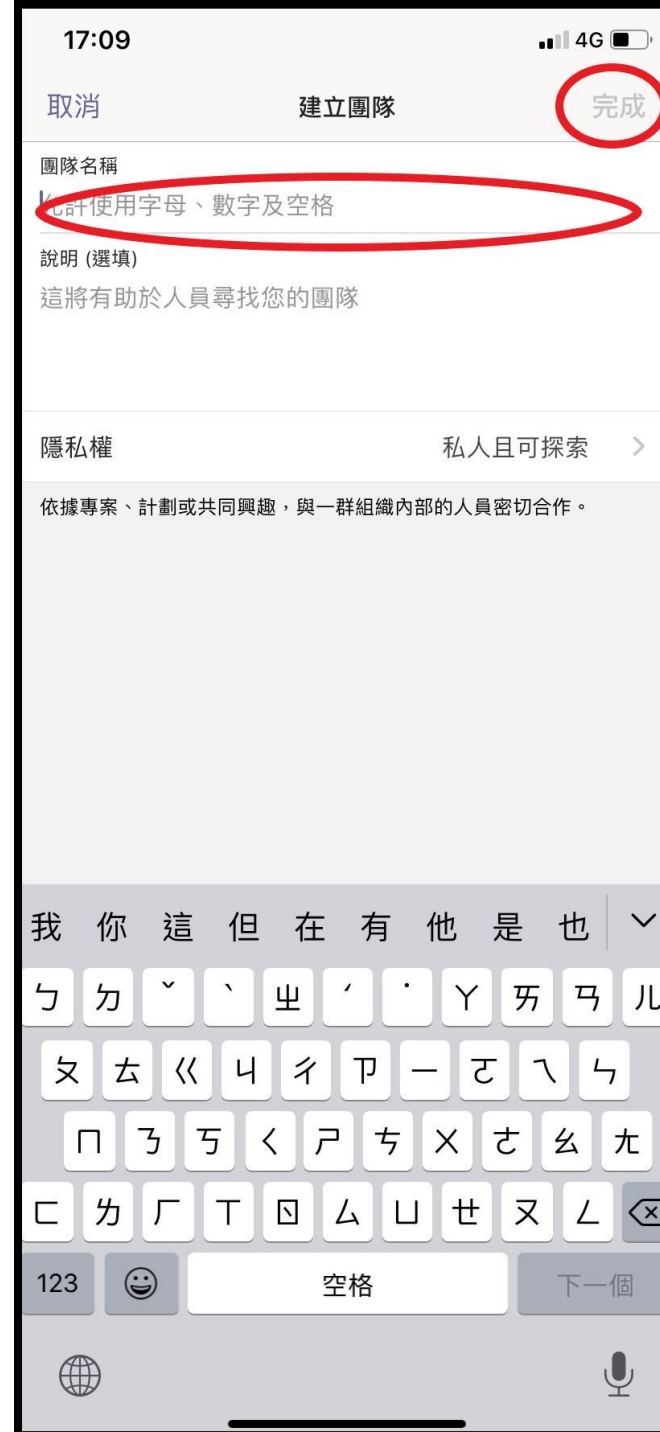 17:09 4G
取消 建立團隊 完成
團隊名稱
允許使用字母、數字及空格
說明 (選填)
這將有助於人員尋找您的團隊
隱私權 私人且可探索
依據專案、計劃或共同興趣,與一群組織內部的人員密切合作。
我 你 這 但 在 有 他 是 也
ㄅ ㄉ ˇ ˋ ㄓ ˊ ˙ ㄚ ㄞ ㄢ ㄦ
ㄆ ㄊ ㄍ ㄐ ㄔ ㄗ ㄧ ㄛ ㄟ ㄣ
ㄇ ㄋ ㄎ ㄑ ㄕ ㄘ ㄨ ㄜ ㄠ ㄤ
ㄈ ㄌ ㄏ ㄒ ㄖ ㄙ ㄩ ㄝ ㄡ ㄥ
123 空格 下一個